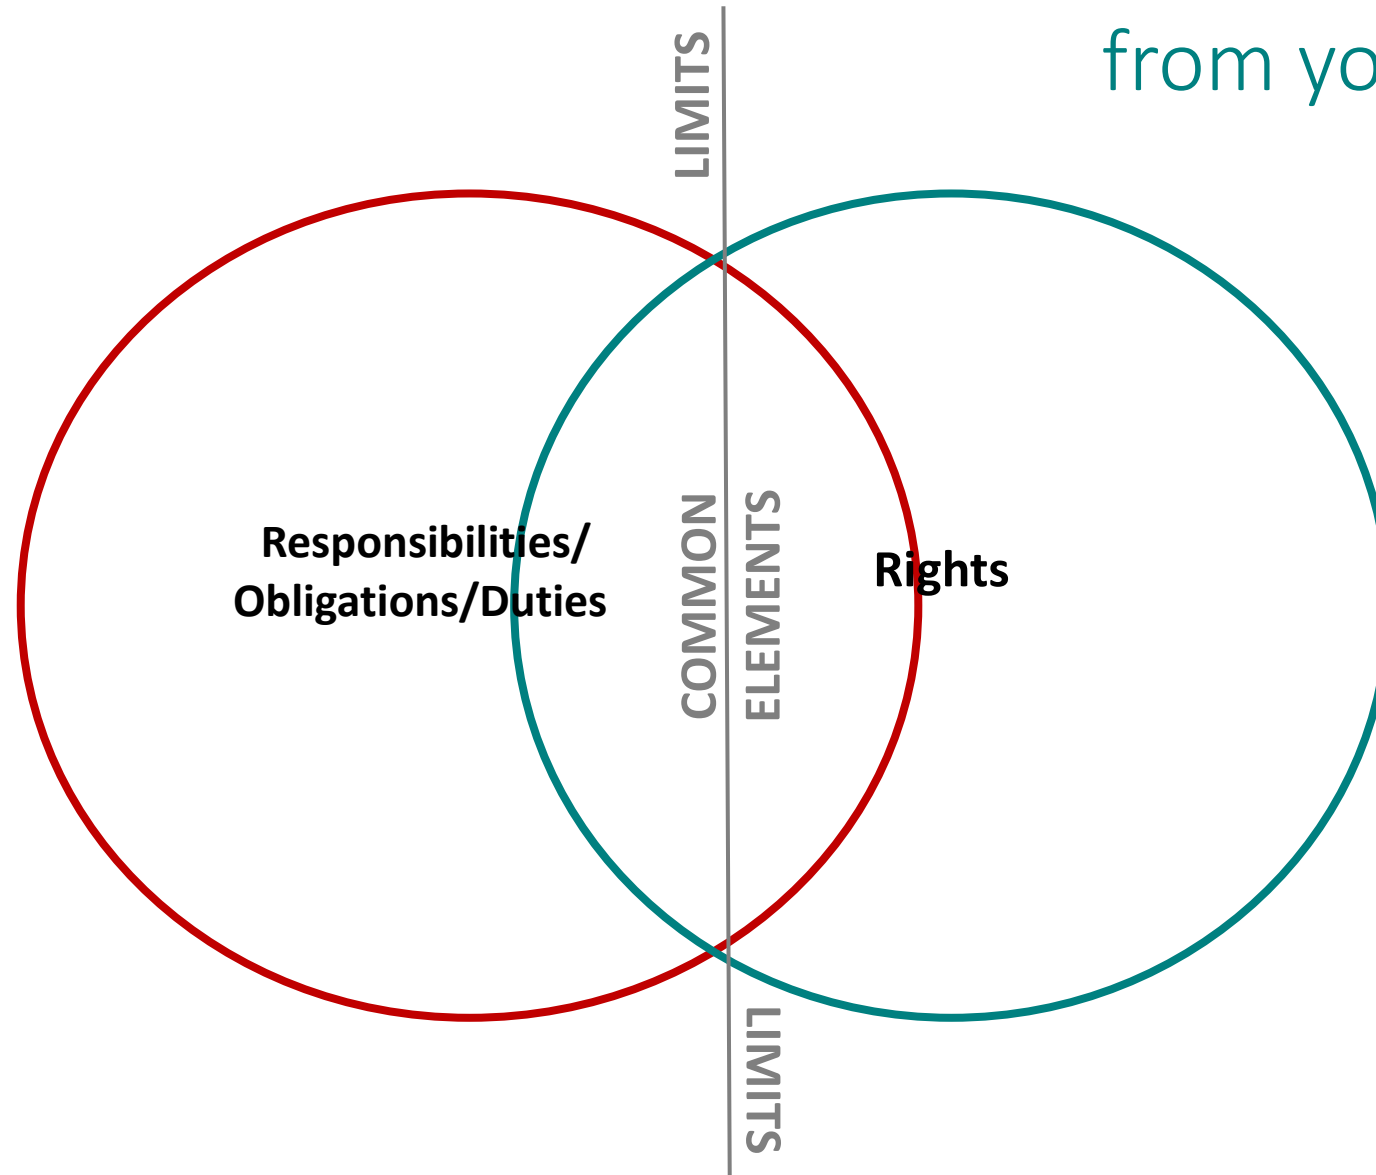 from yo
LIMITS
Responsibilities/
Obligations/Duties
COMMON
ELEMENTS
Rights
LIMITS